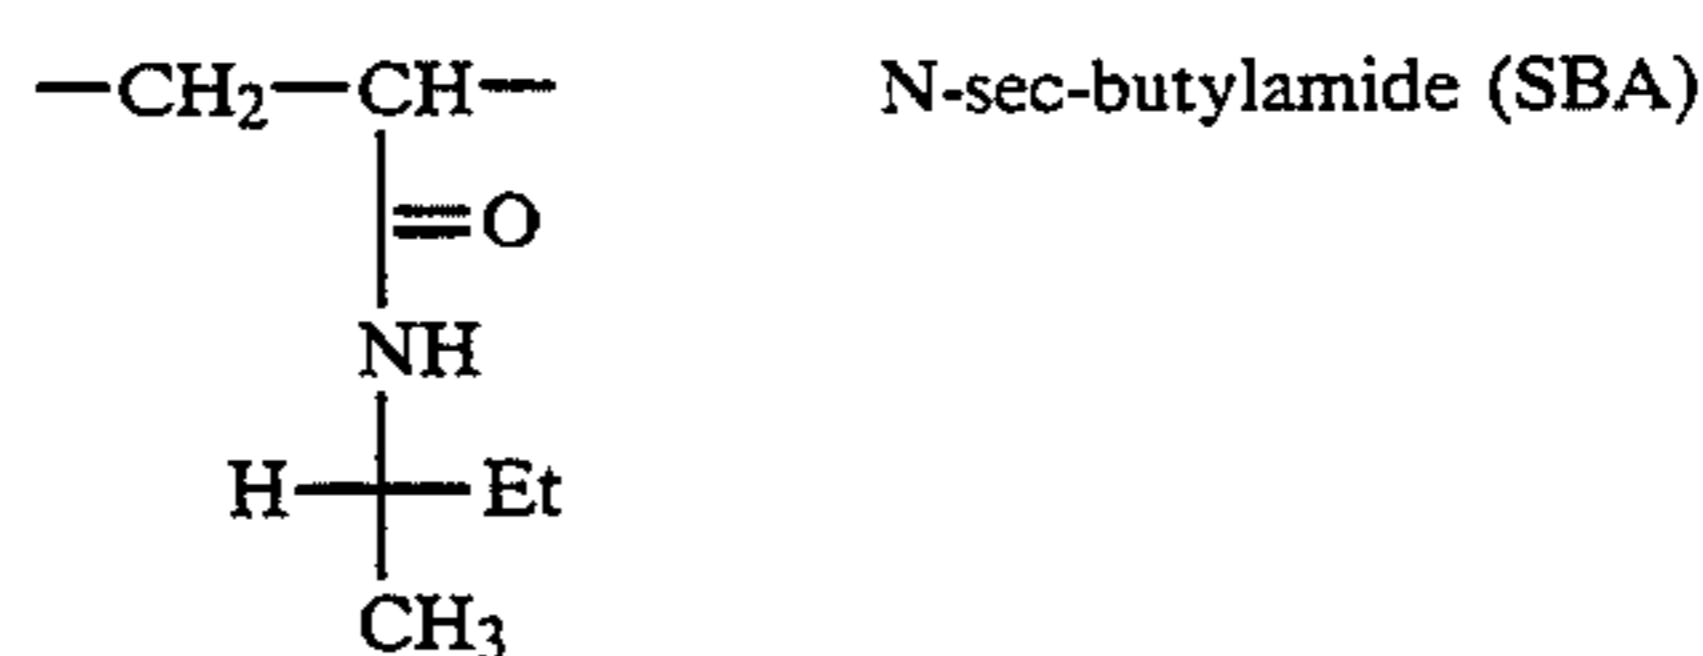 —CH₂—CH— N-sec-butylamide (SBA)
=O
NH
H—Et
CH₃